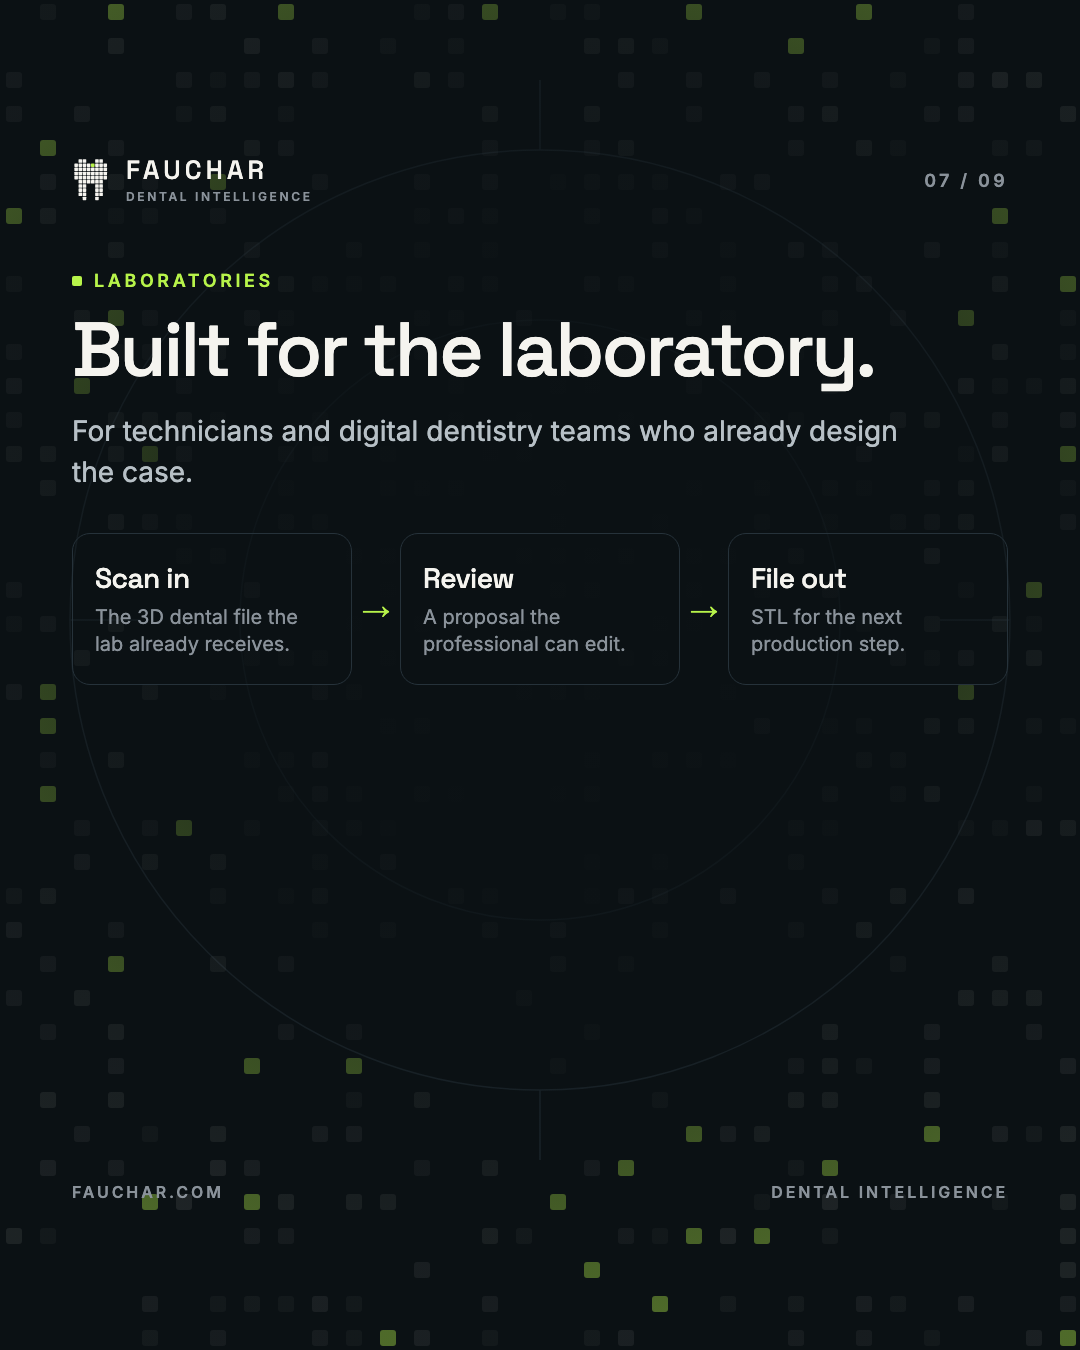 FAUCHAR
DENTAL INTELLIGENCE
07 / 09
LABORATORIES
Built for the laboratory.
For technicians and digital dentistry teams who already design
the case.
Scan in
The 3D dental file the
lab already receives.
→
Review
A proposal the
professional can edit.
→
File out
STL for the next
production step.
FAUCHAR.COM
DENTAL INTELLIGENCE